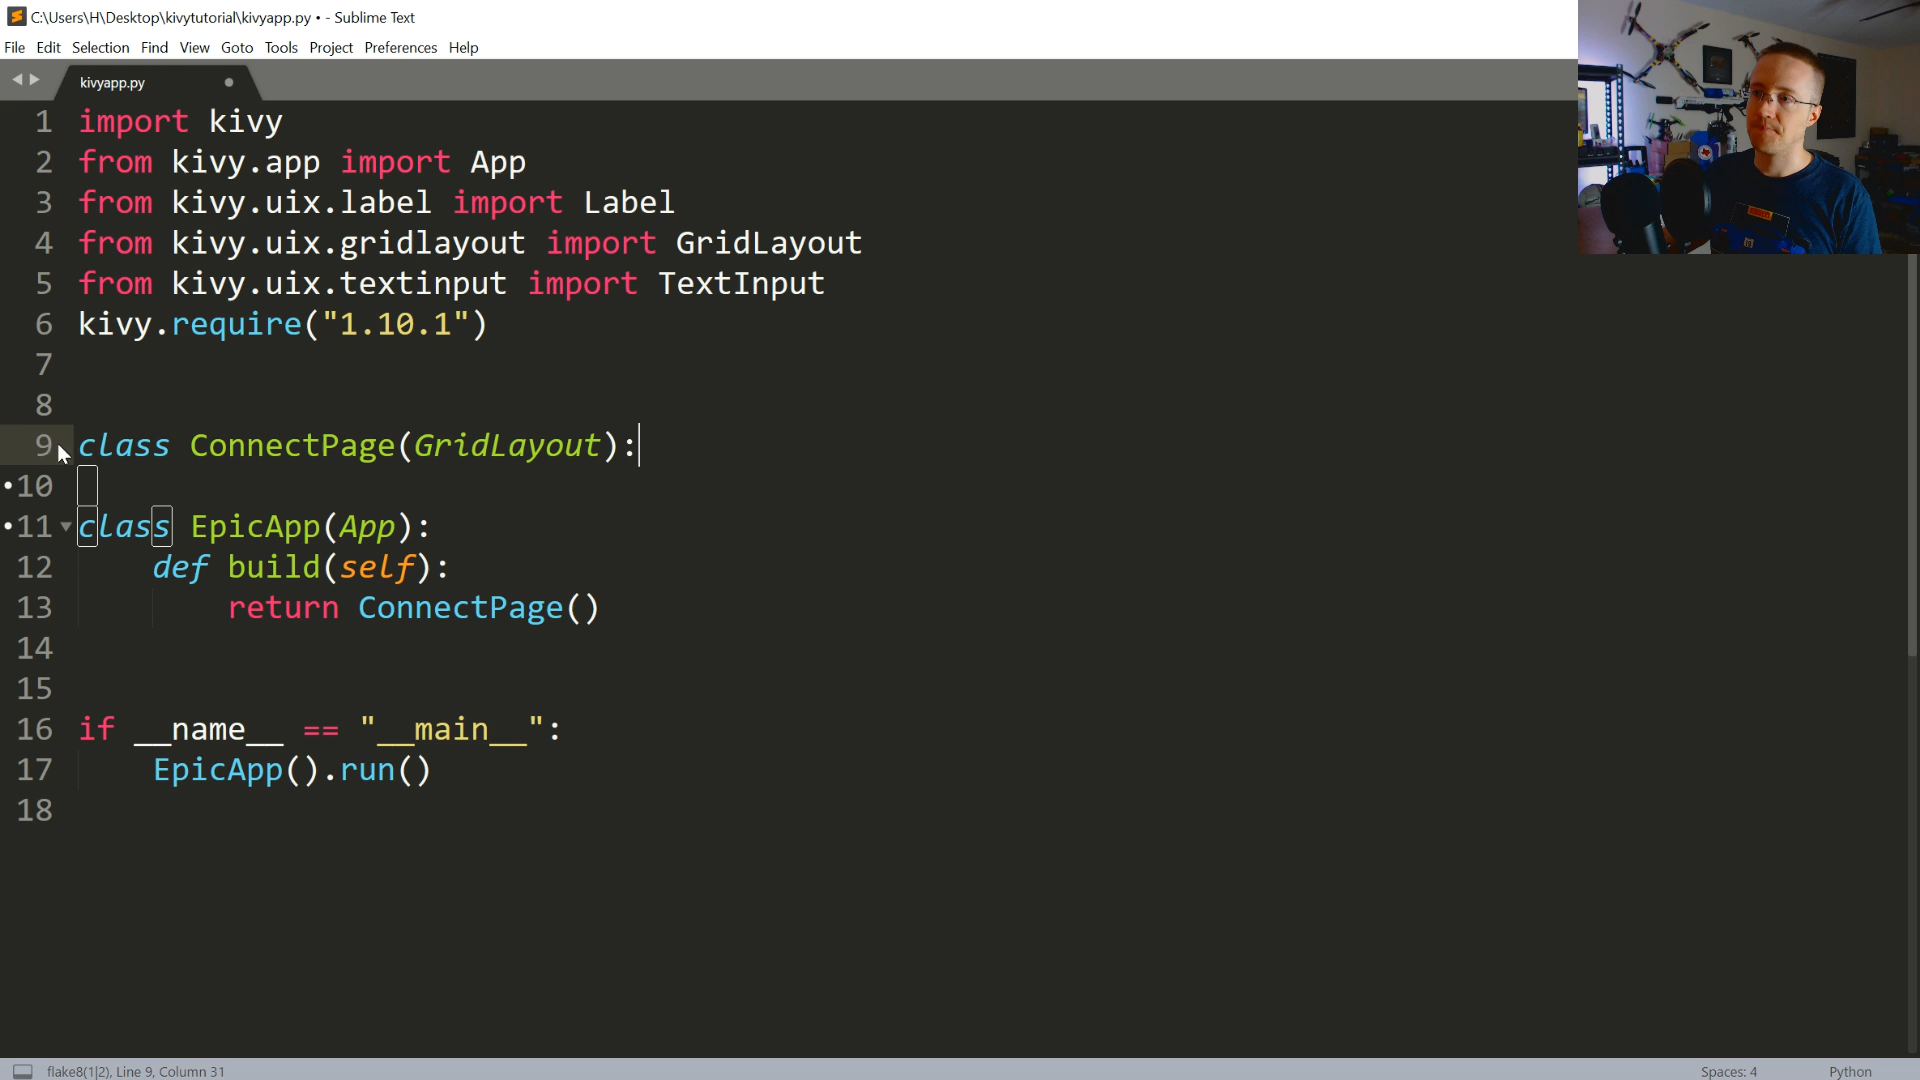 C:\Users\H\Desktop\kivytutorial\kivyapp.py • - Sublime Text
File Edit Selection Find View Goto Tools Project Preferences Help
kivyapp.py
1 import kivy
2 from kivy.app import App
3 from kivy.uix.label import Label
4 from kivy.uix.gridlayout import GridLayout
5 from kivy.uix.textinput import TextInput
6 kivy.require("1.10.1")
7
8
9 class ConnectPage(GridLayout):
10
11 class EpicApp(App):
12     def build(self):
13         return ConnectPage()
14
15
16 if __name__ == "__main__":
17     EpicApp().run()
18
flake8(1|2), Line 9, Column 31
Spaces: 4
Python